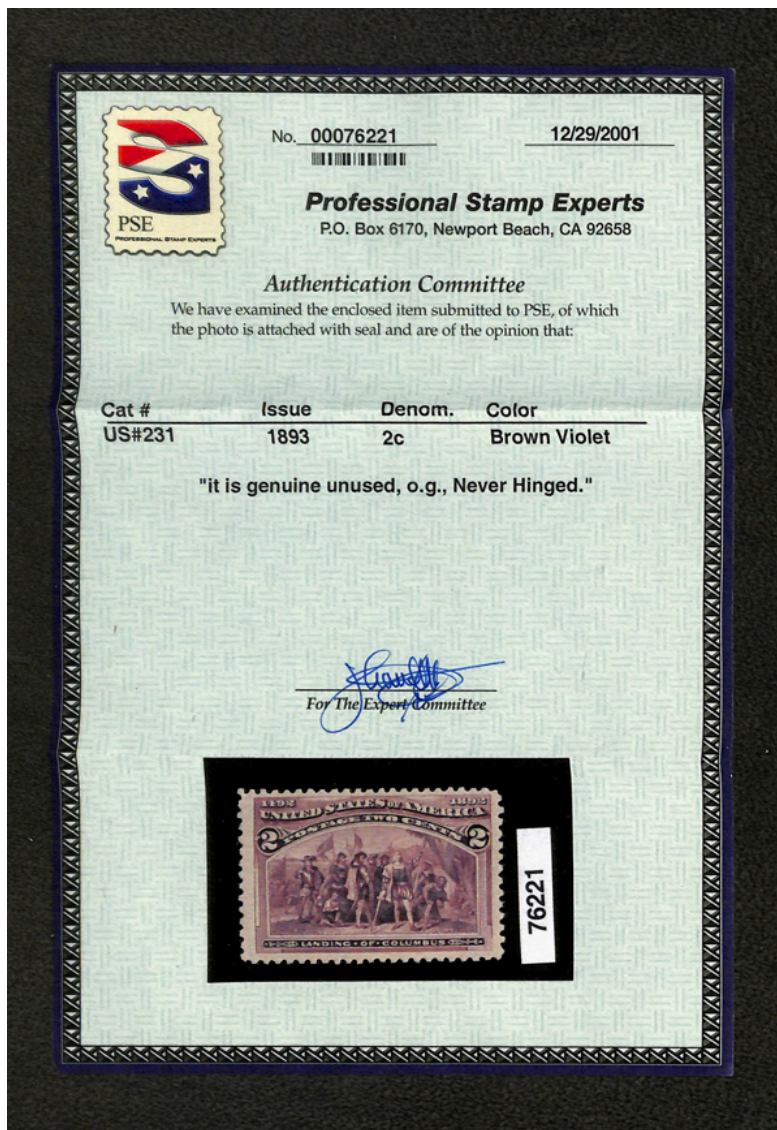 No. 00076221
12/29/2001
PSE
PROFESSIONAL STAMP EXPERTS
Professional Stamp Experts
P.O. Box 6170, Newport Beach, CA 92658
Authentication Committee
We have examined the enclosed item submitted to PSE, of which
the photo is attached with seal and are of the opinion that:
Cat # Issue Denom. Color
US#231 1893 2c Brown Violet
"it is genuine unused, o.g., Never Hinged."
For The Expert Committee
1492 1892
UNITED STATES OF AMERICA
2 POSTAGE TWO CENTS 2
LANDING OF COLUMBUS
76221